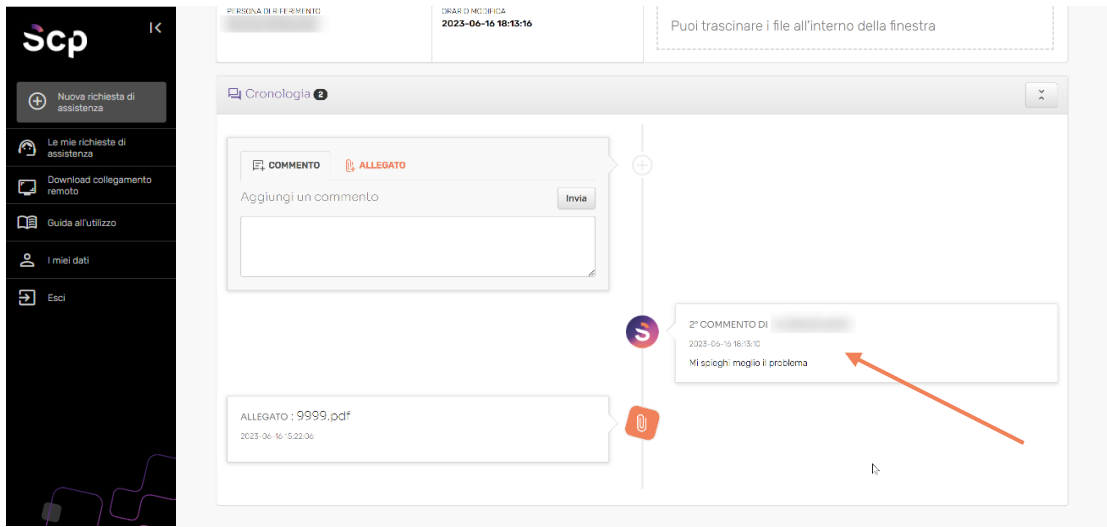 Scp
Nuova richiesta di
assistenza
Le mie richieste di
assistenza
Download collegamento
remoto
Guida all'utilizzo
I miei dati
Esci
PERSONA DI RIFERIMENTO
ORARIO MODIFICA
2023-06-16 18:13:16
Puoi trascinare i file all'interno della finestra
Cronologia 2
COMMENTO
ALLEGATO
Aggiungi un commento
Invia
2° COMMENTO DI
2023-06-16 18:13:10
Mi spieghi meglio il problema
ALLEGATO : 9999.pdf
2023-06-16 15:22:06